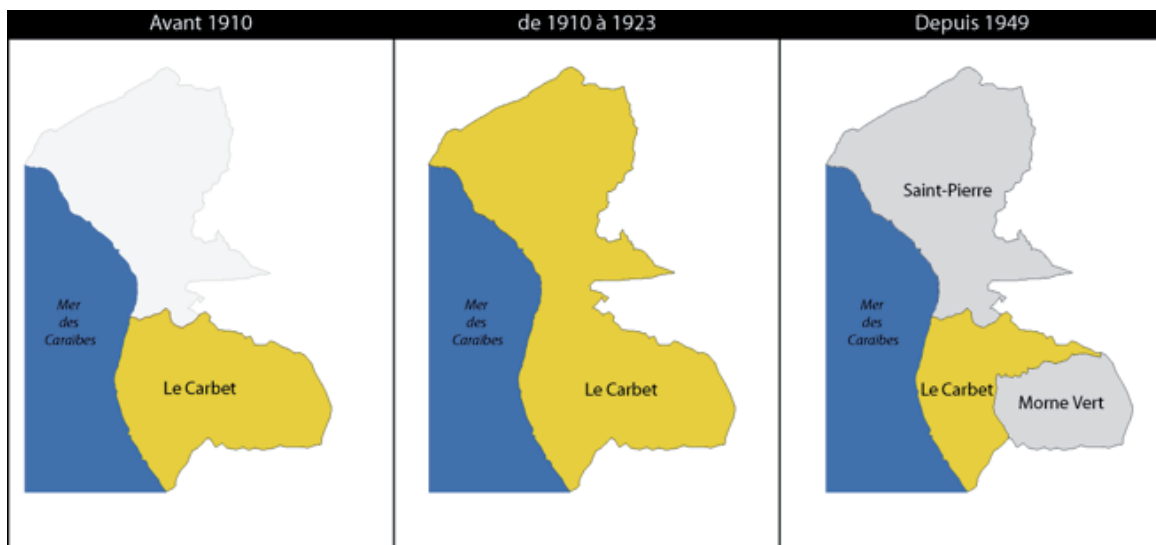 Avant 1910
de 1910 à 1923
Depuis 1949
Mer
des
Caraïbes
Le Carbet
Mer
des
Caraïbes
Le Carbet
Saint-Pierre
Mer
des
Caraïbes
Le Carbet
Morne Vert